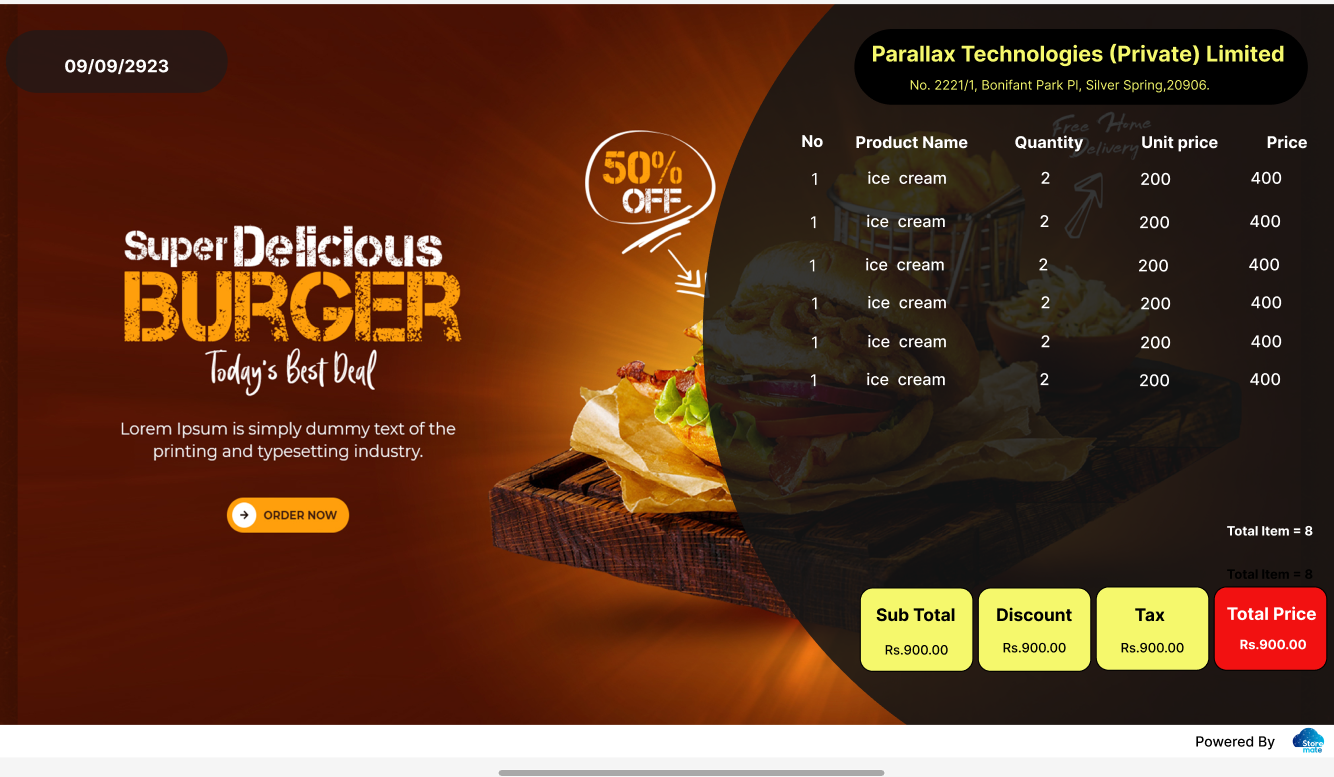 09/09/2923
Parallax Technologies (Private) Limited
No. 2221/1, Bonifant Park Pl, Silver Spring,20906.
50%
OFF
Super Delicious
BURGER
Today's Best Deal
Lorem Ipsum is simply dummy text of the
printing and typesetting industry.
ORDER NOW
Free Home
Delivery
No Product Name Quantity Unit price Price
1 ice cream 2 200 400
1 ice cream 2 200 400
1 ice cream 2 200 400
1 ice cream 2 200 400
1 ice cream 2 200 400
1 ice cream 2 200 400
Total Item = 8
Total Item = 8
Sub Total Discount Tax Total Price
Rs.900.00 Rs.900.00 Rs.900.00 Rs.900.00
Powered By
Store
mate